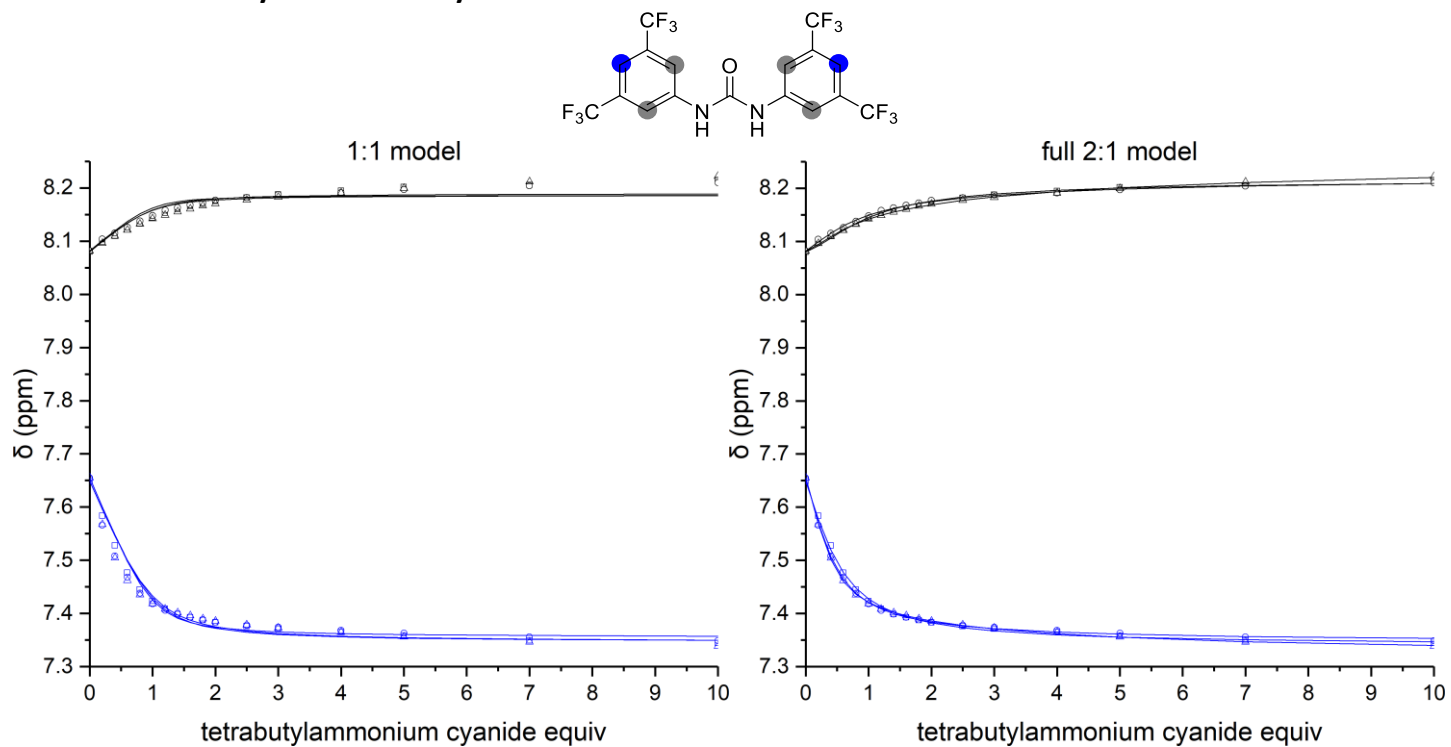 CF3 CF3
O
F3C N N CF3
H H
1:1 model
8.2
8.1
8.0
7.9
7.8
7.7
7.6
7.5
7.4
7.3
δ (ppm)
0 1 2 3 4 5 6 7 8 9 10
tetrabutylammonium cyanide equiv
full 2:1 model
8.2
8.1
8.0
7.9
7.8
7.7
7.6
7.5
7.4
7.3
δ (ppm)
0 1 2 3 4 5 6 7 8 9 10
tetrabutylammonium cyanide equiv